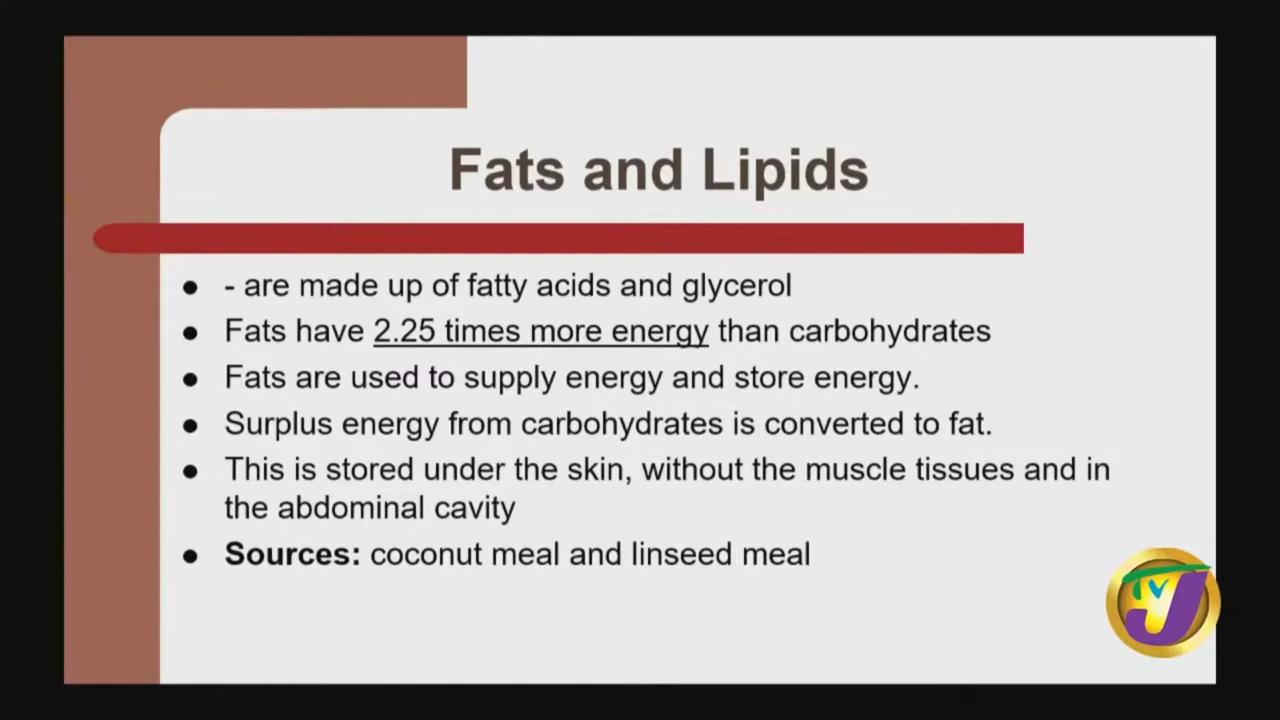 Fats and Lipids
● - are made up of fatty acids and glycerol
● Fats have 2.25 times more energy than carbohydrates
● Fats are used to supply energy and store energy.
● Surplus energy from carbohydrates is converted to fat.
● This is stored under the skin, without the muscle tissues and in
the abdominal cavity
● Sources: coconut meal and linseed meal
TVJ